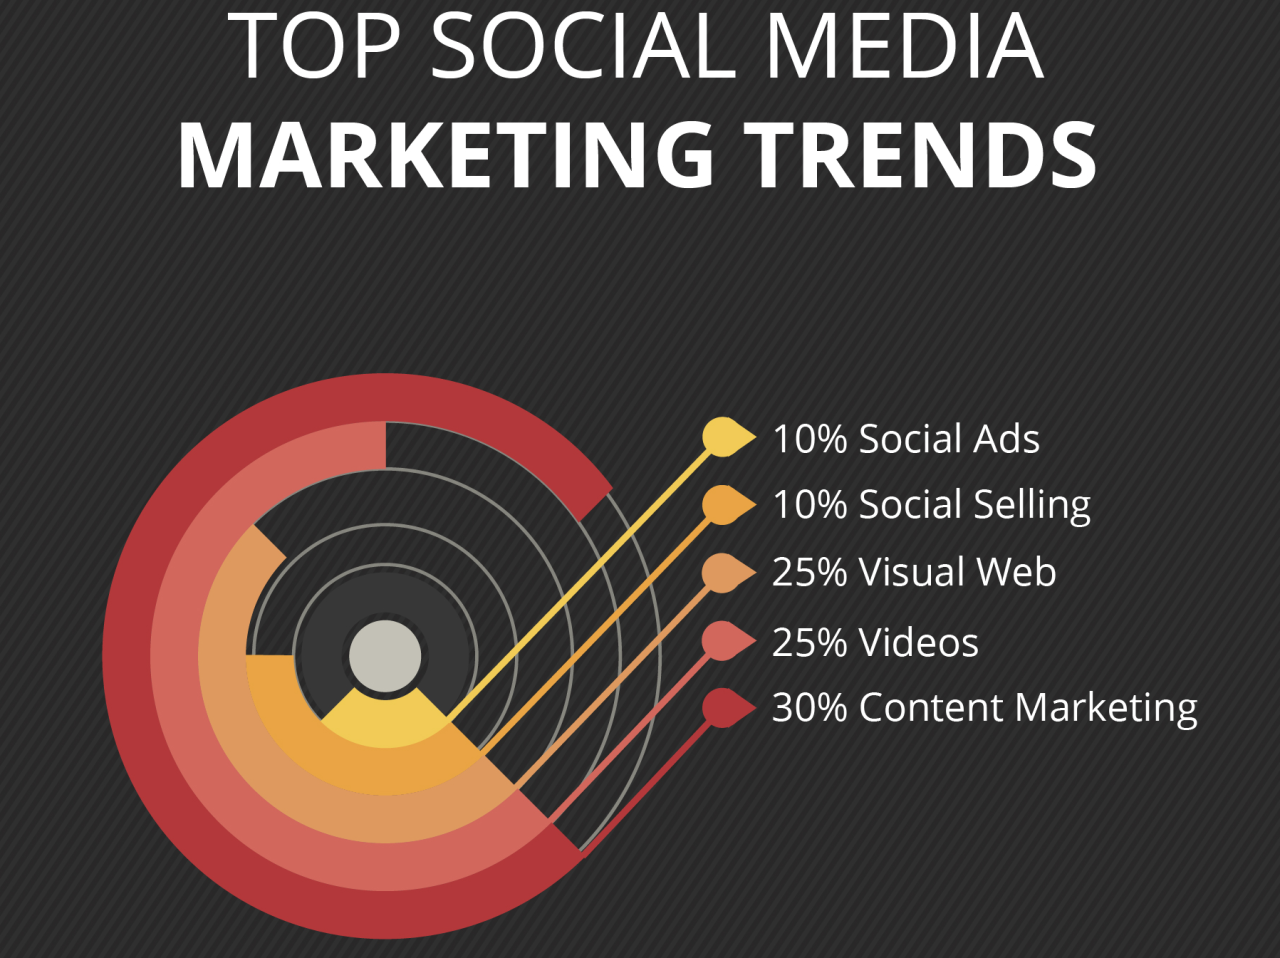 TOP SOCIAL MEDIA
MARKETING TRENDS
10% Social Ads
10% Social Selling
25% Visual Web
25% Videos
30% Content Marketing